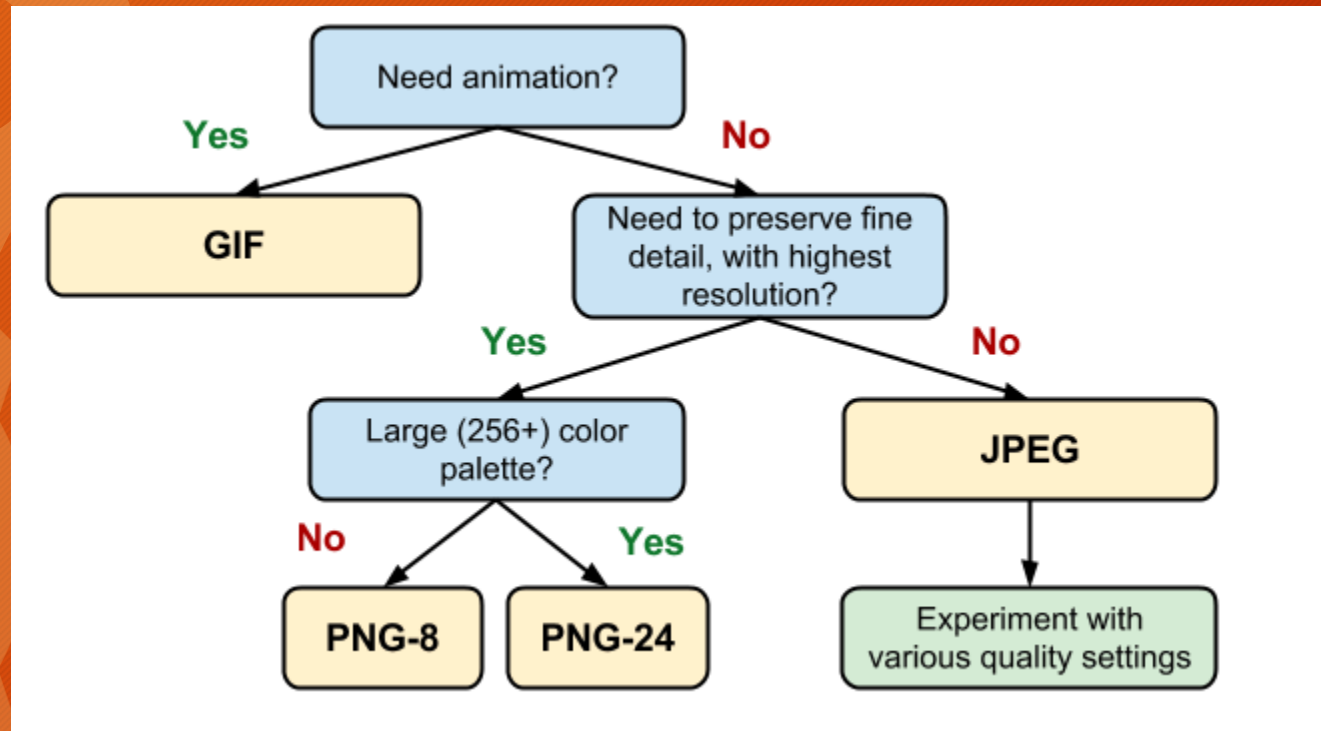 Need animation?
Yes
No
GIF
Need to preserve fine
detail, with highest
resolution?
Yes
No
Large (256+) color
palette?
JPEG
No
Yes
PNG-8
PNG-24
Experiment with
various quality settings